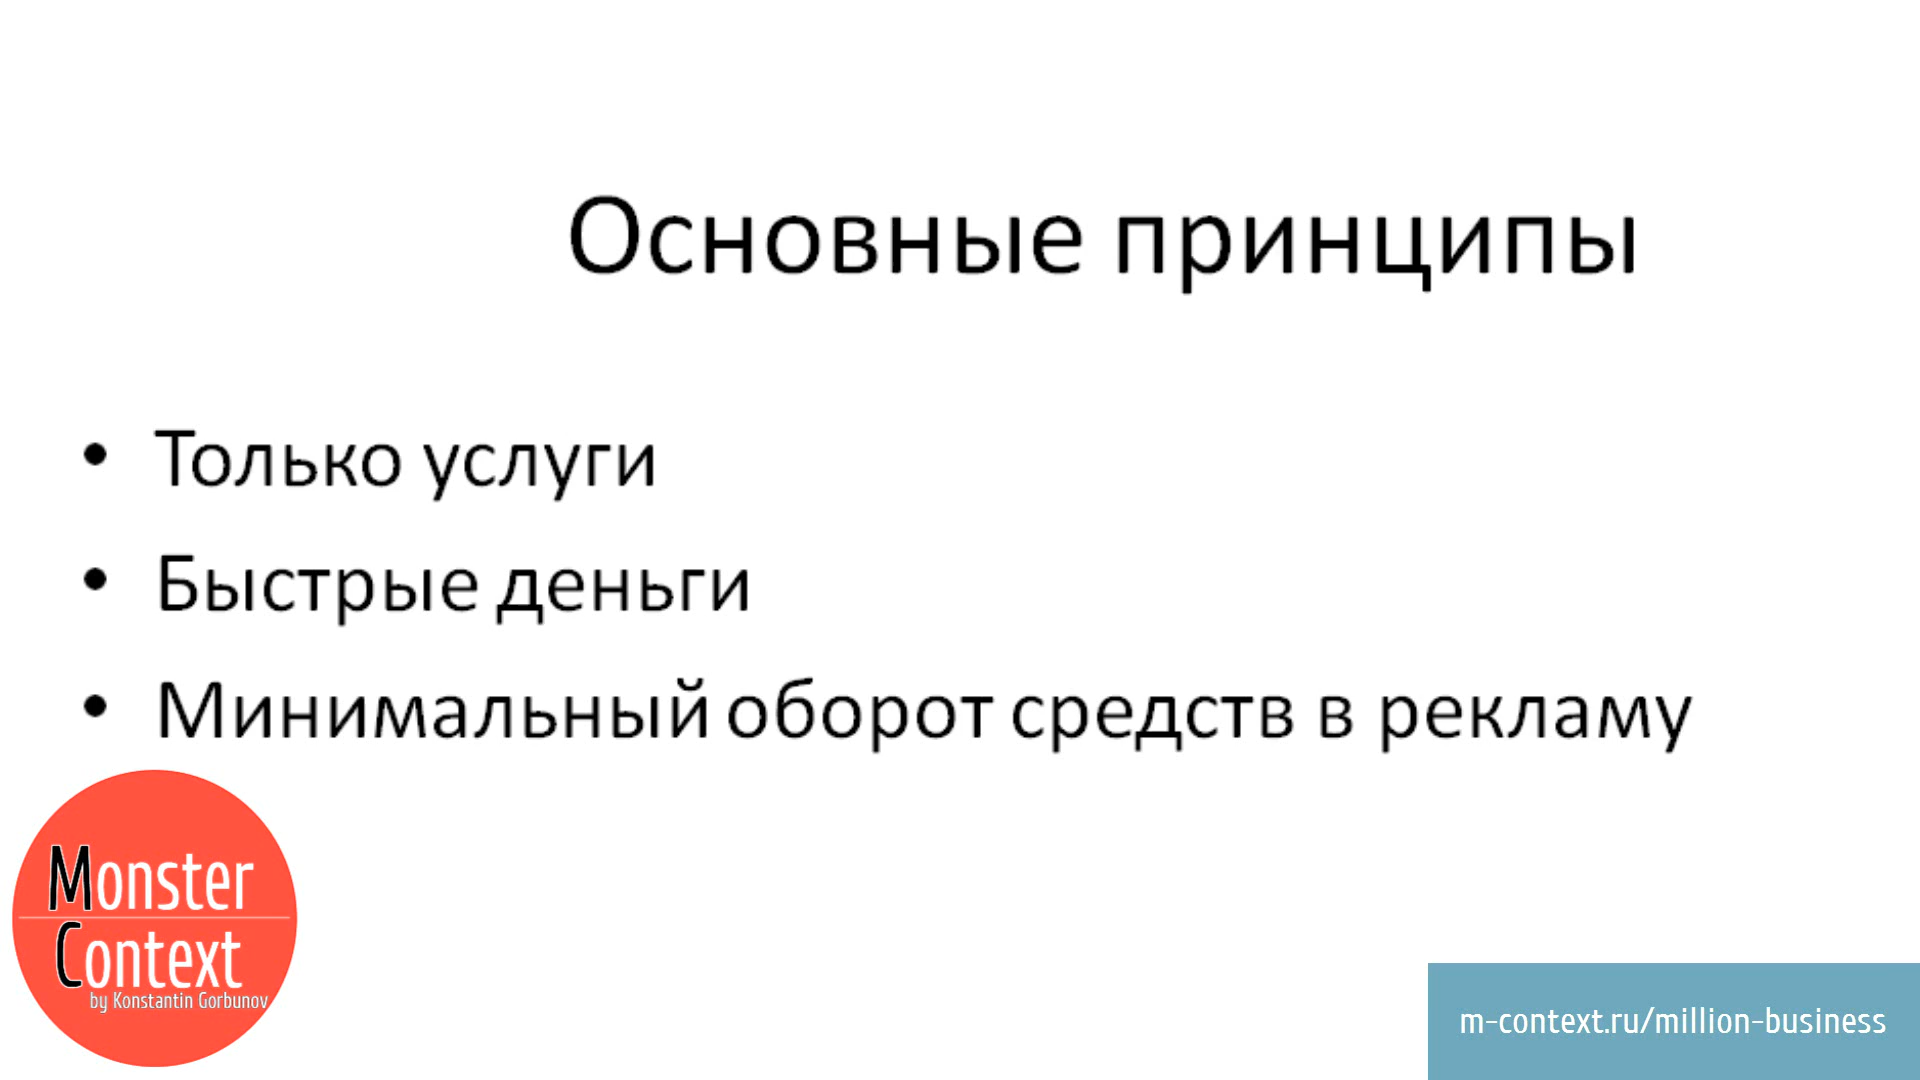 Основные принципы
• Только услуги
• Быстрые деньги
• Минимальный оборот средств в рекламу
Monster
Context
by Konstantin Gorbunov
m-context.ru/million-business